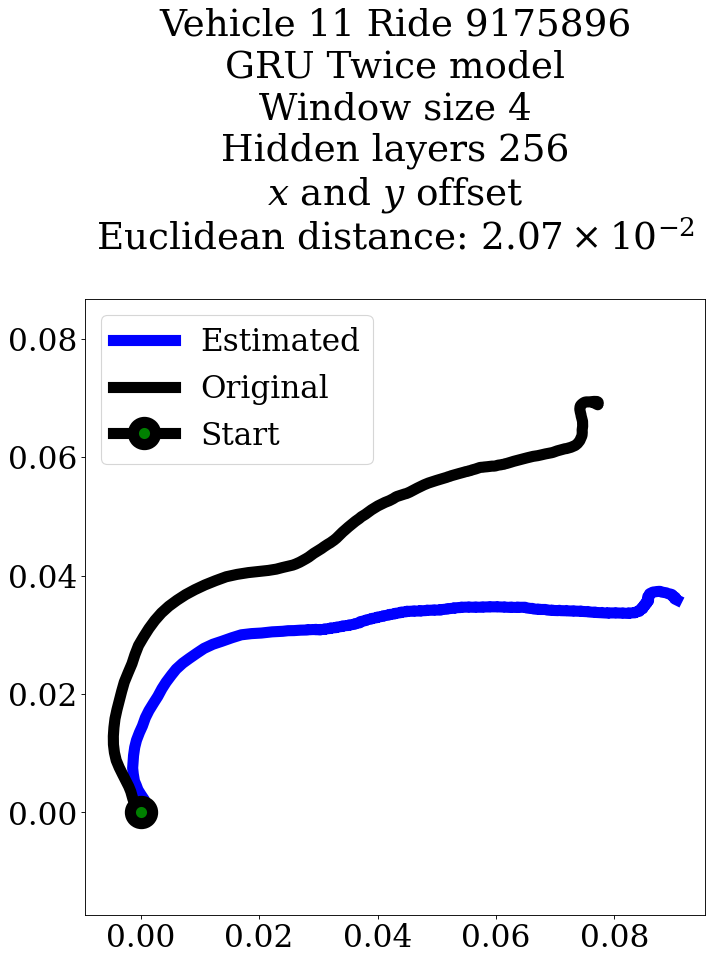 Vehicle 11 Ride 9175896
GRU Twice model
Window size 4
Hidden layers 256
x and y offset
Euclidean distance: 2.07 × 10⁻²
Estimated
Original
Start
0.08
0.06
0.04
0.02
0.00
0.00 0.02 0.04 0.06 0.08